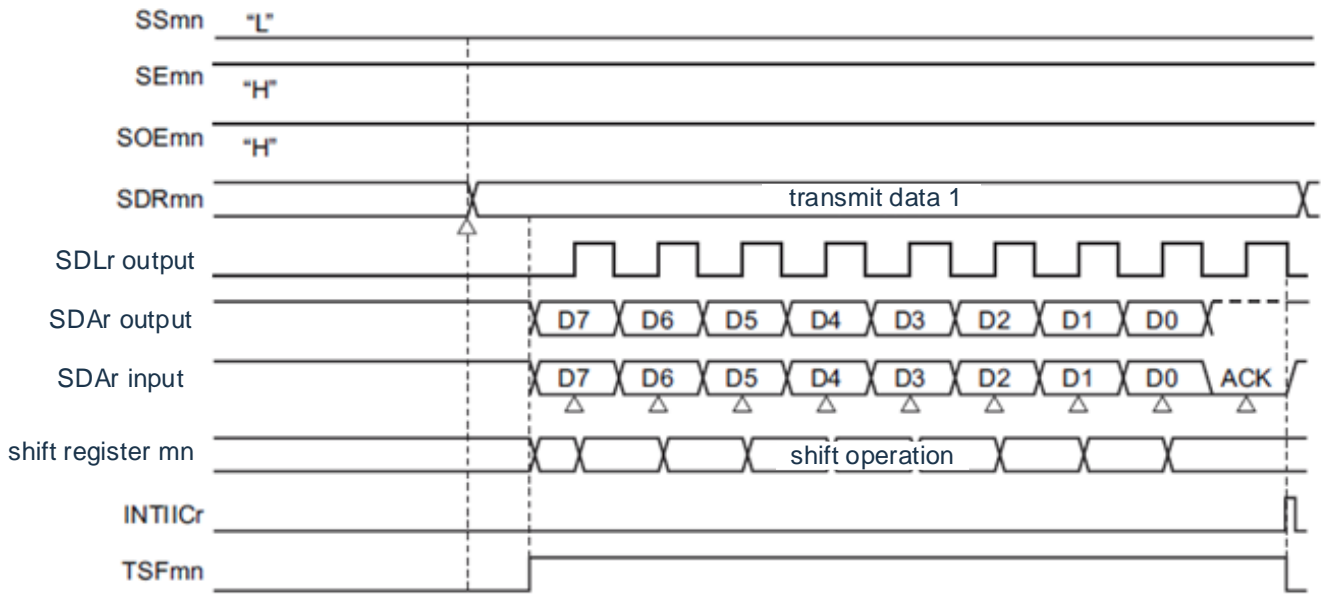 SSmn "L"
SEmn "H"
SOEmn "H"
SDRmn transmit data 1
SDLr output
SDAr output D7 D6 D5 D4 D3 D2 D1 D0
SDAr input D7 D6 D5 D4 D3 D2 D1 D0 ACK
shift register mn shift operation
INTIICr
TSFmn